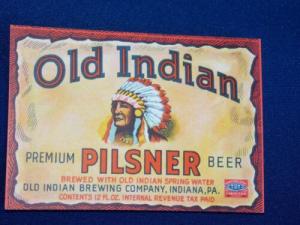 Old Indian
PREMIUM PILSNER BEER
BREWED WITH OLD INDIAN SPRING WATER
OLD INDIAN BREWING COMPANY, INDIANA, PA.
CONTENTS 12 FL. OZ. INTERNAL REVENUE TAX PAID